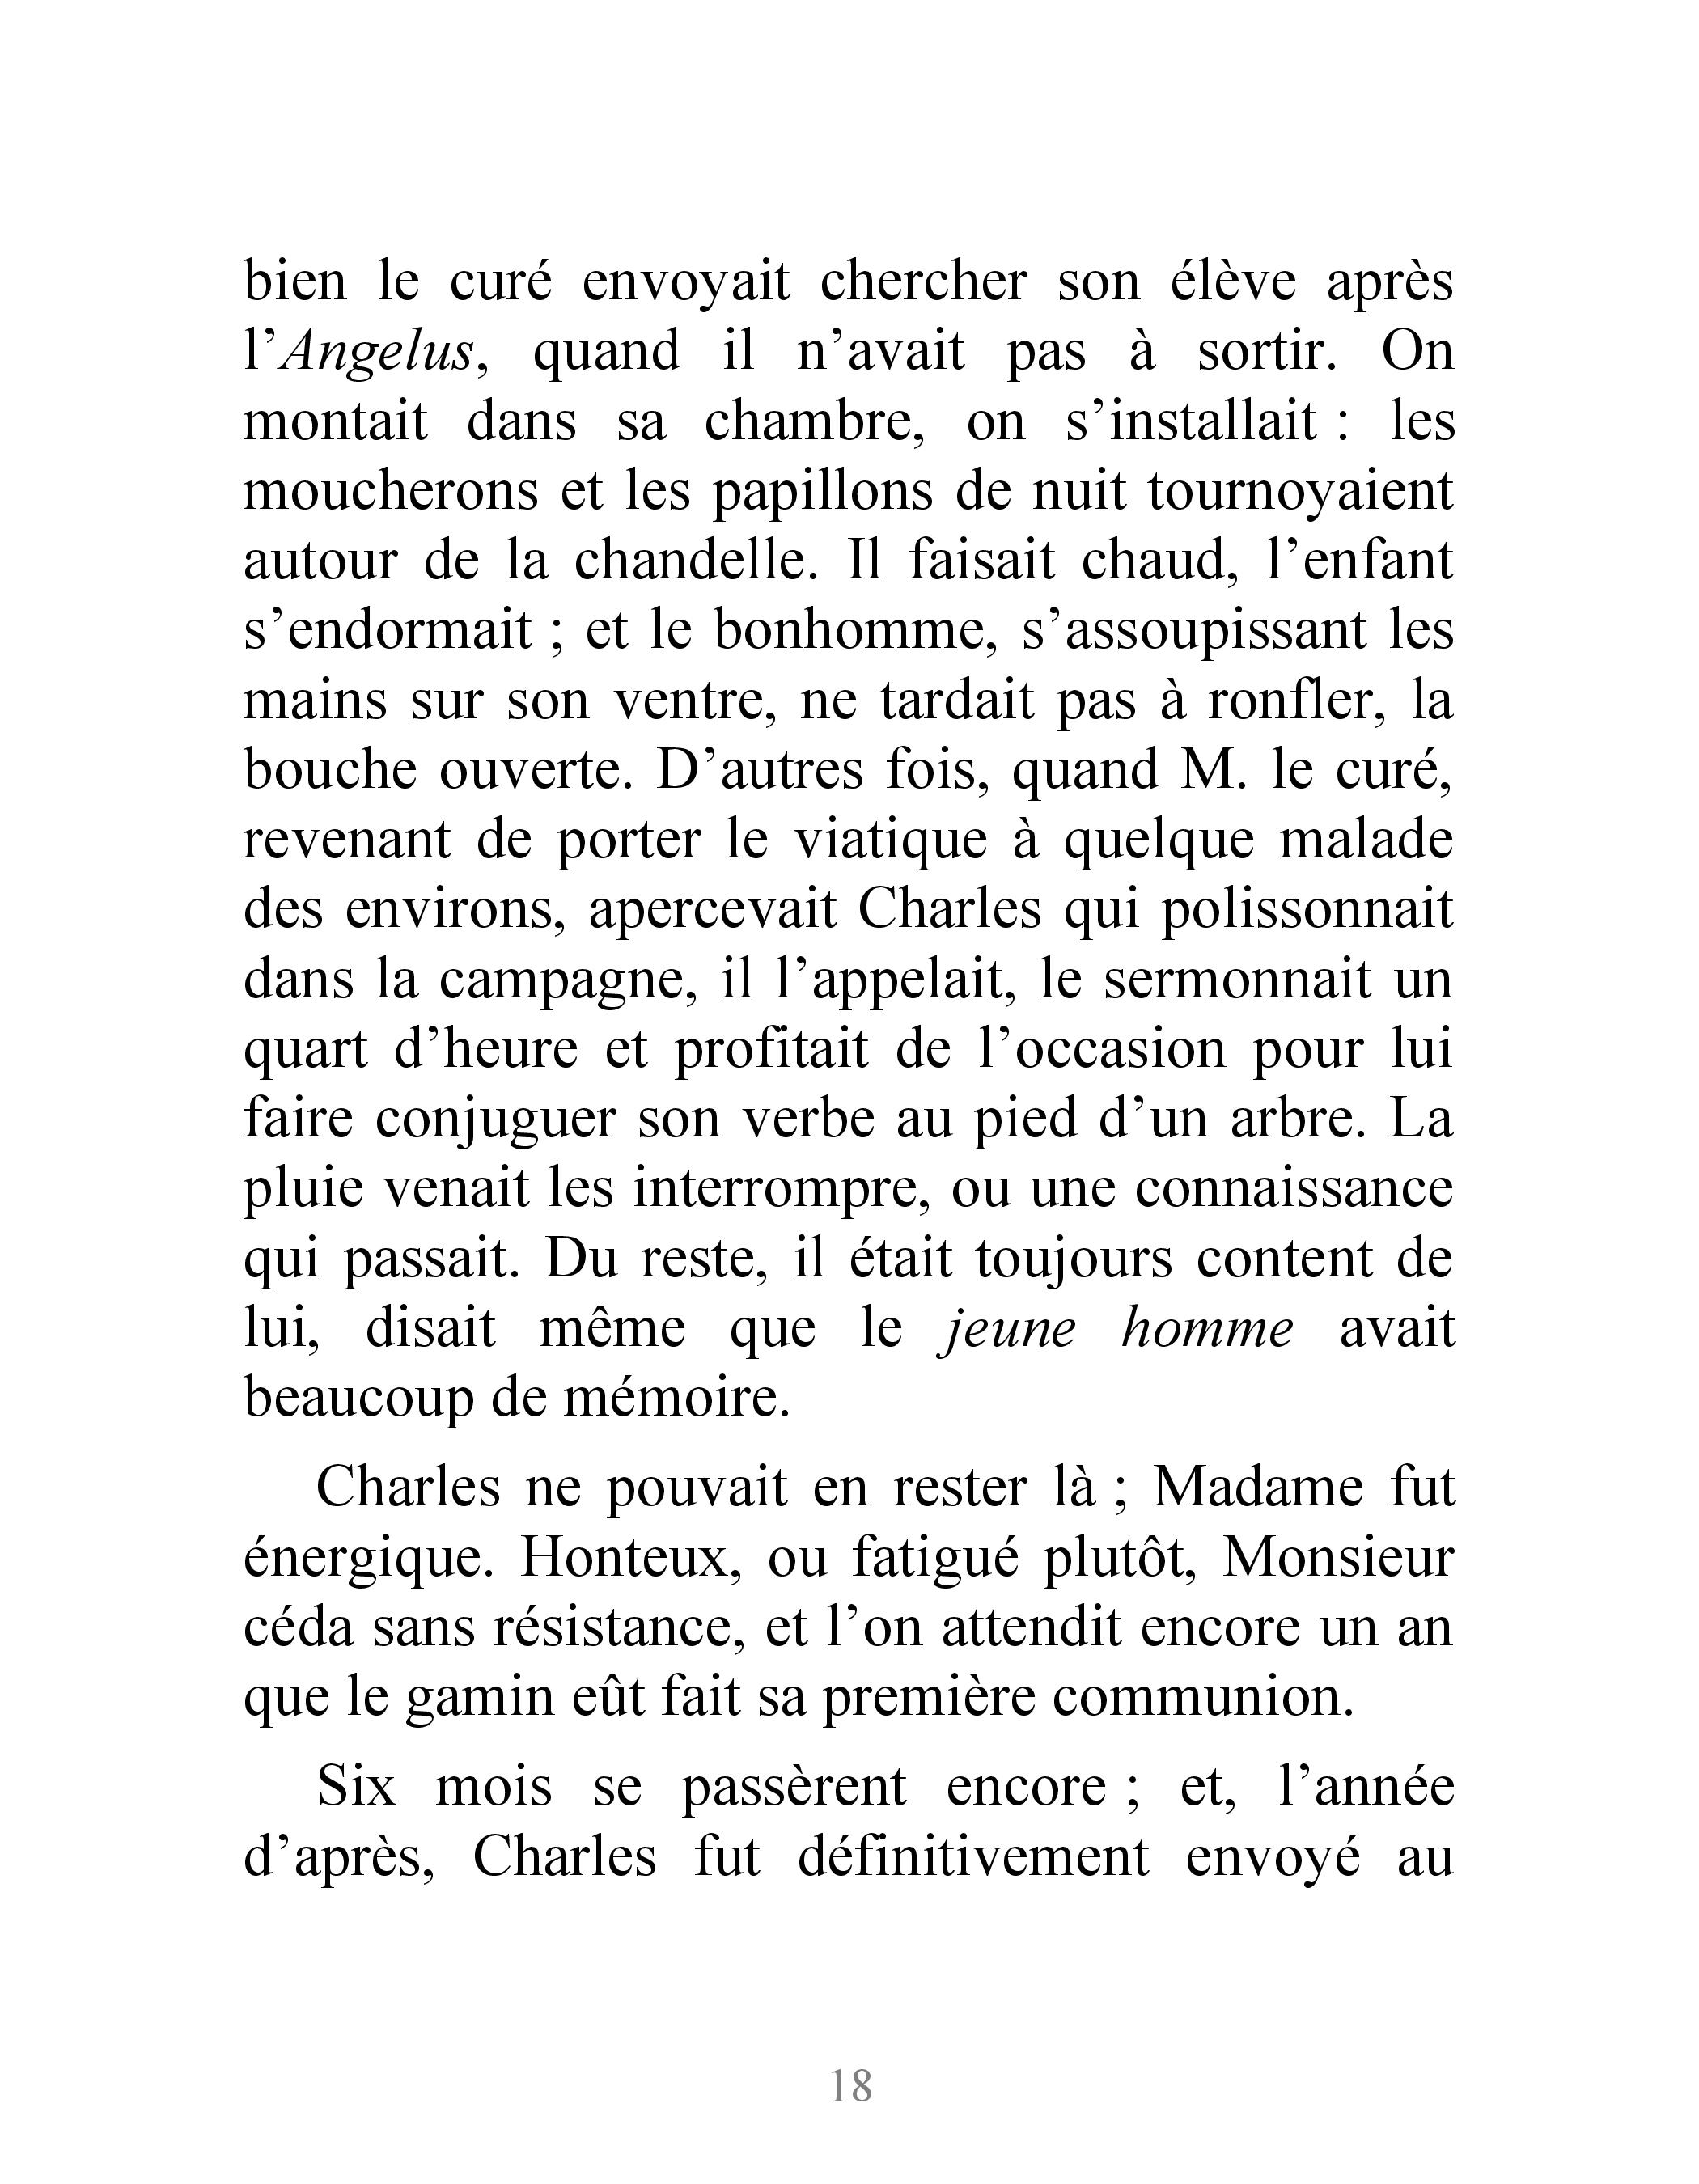 bien le curé envoyait chercher son élève après
l’Angelus, quand il n’avait pas à sortir. On
montait dans sa chambre, on s’installait : les
moucherons et les papillons de nuit tournoyaient
autour de la chandelle. Il faisait chaud, l’enfant
s’endormait ; et le bonhomme, s’assoupissant les
mains sur son ventre, ne tardait pas à ronfler, la
bouche ouverte. D’autres fois, quand M. le curé,
revenant de porter le viatique à quelque malade
des environs, apercevait Charles qui polissonnait
dans la campagne, il l’appelait, le sermonnait un
quart d’heure et profitait de l’occasion pour lui
faire conjuguer son verbe au pied d’un arbre. La
pluie venait les interrompre, ou une connaissance
qui passait. Du reste, il était toujours content de
lui, disait même que le jeune homme avait
beaucoup de mémoire.
Charles ne pouvait en rester là ; Madame fut
énergique. Honteux, ou fatigué plutôt, Monsieur
céda sans résistance, et l’on attendit encore un an
que le gamin eût fait sa première communion.
Six mois se passèrent encore ; et, l’année
d’après, Charles fut définitivement envoyé au
18